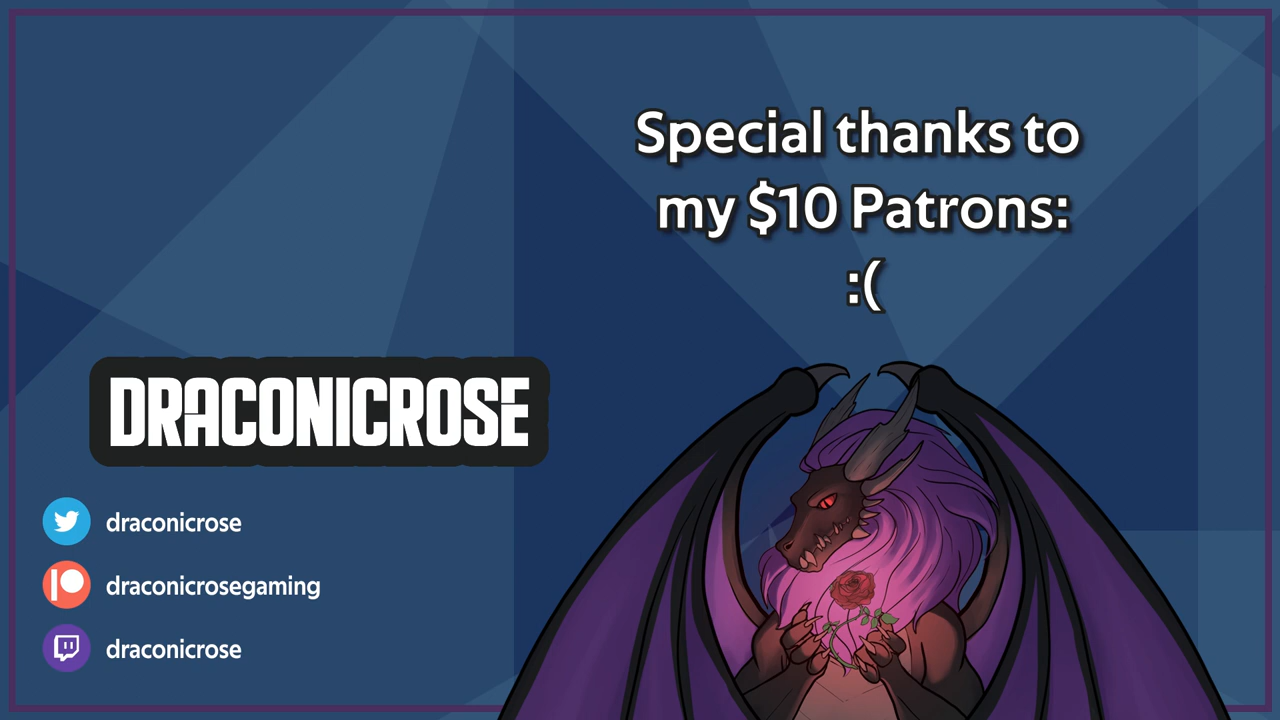 Special thanks to
my $10 Patrons:
:(
DRACONICROSE
draconicrose
draconicrosegaming
draconicrose